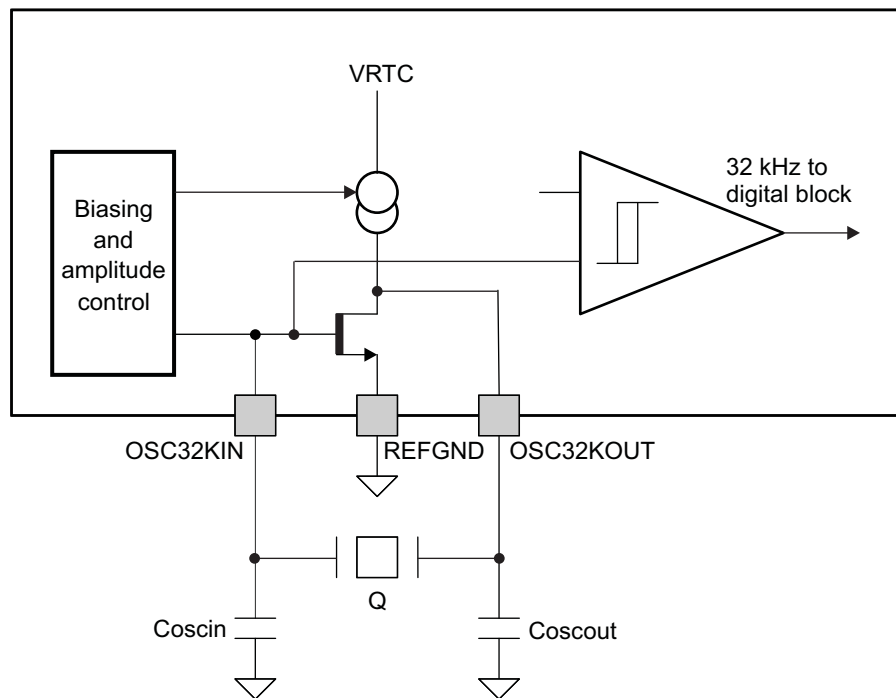 VRTC
32 kHz to
digital block
Biasing
and
amplitude
control
OSC32KIN
REFGND
OSC32KOUT
Q
Coscin
Coscout